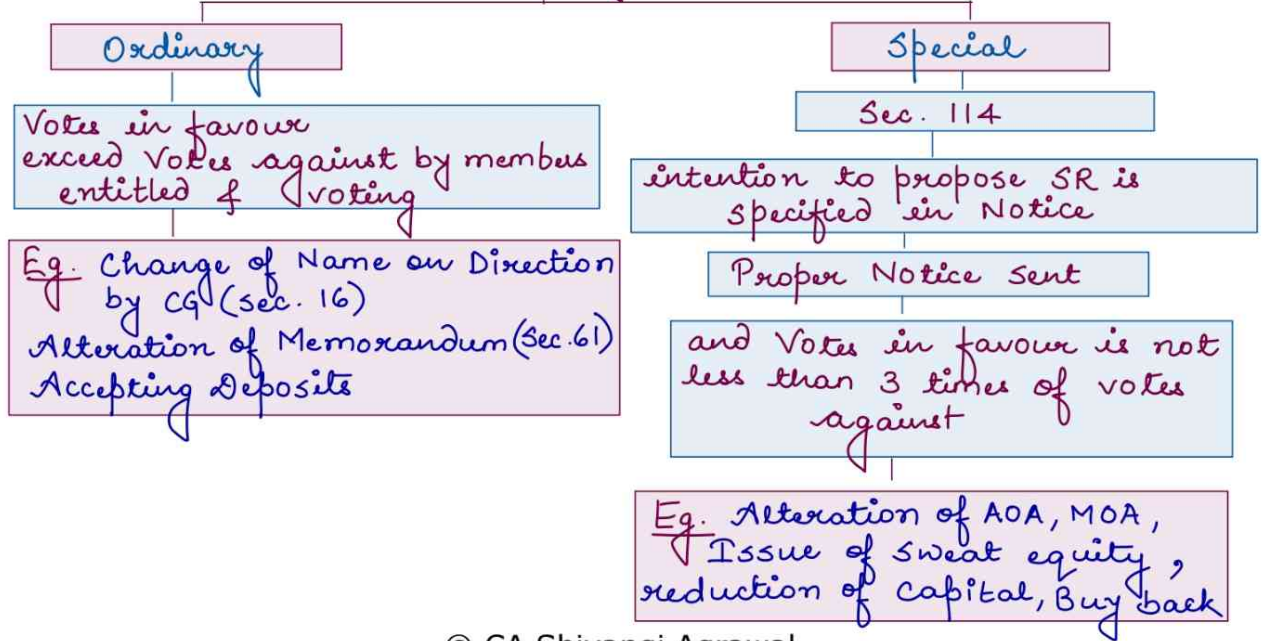 Ordinary
Votes in favour
exceed Votes against by members
entitled & voting
Eg. Change of Name on Direction
by CG (sec. 16)
Alteration of Memorandum (Sec.61)
Accepting Deposits
Special
Sec. 114
intention to propose SR is
specified in Notice
Proper Notice sent
and Votes in favour is not
less than 3 times of votes
against
Eg. Alteration of AOA, MOA,
Issue of sweat equity,
reduction of Capital, Buy back
© CA Shivangi Agrawal